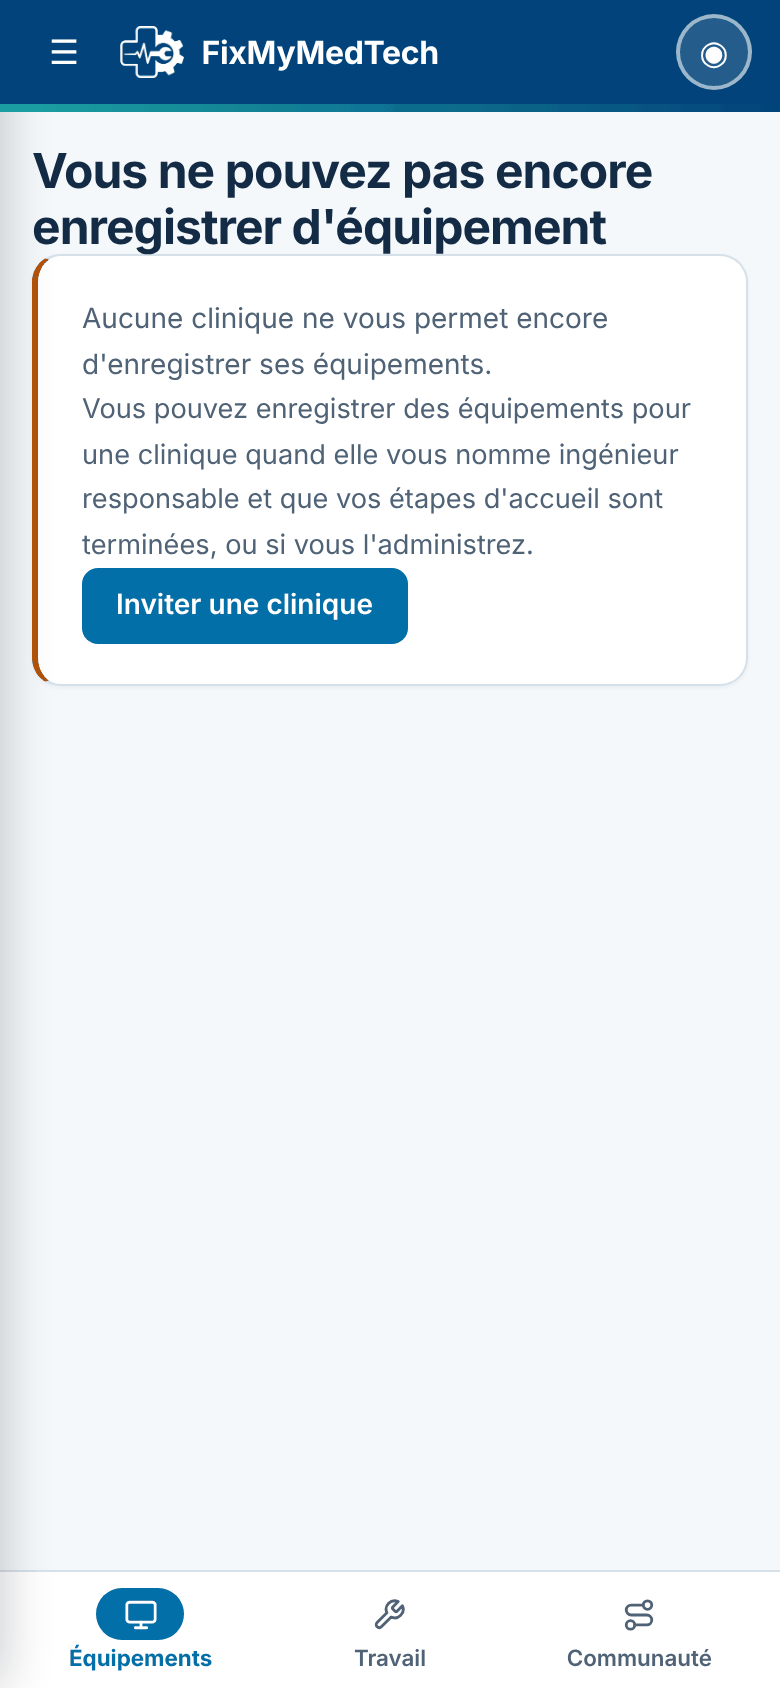 FixMyMedTech
Vous ne pouvez pas encore
enregistrer d'équipement
Aucune clinique ne vous permet encore
d'enregistrer ses équipements.
Vous pouvez enregistrer des équipements pour
une clinique quand elle vous nomme ingénieur
responsable et que vos étapes d'accueil sont
terminées, ou si vous l'administrez.
Inviter une clinique
Équipements
Travail
Communauté